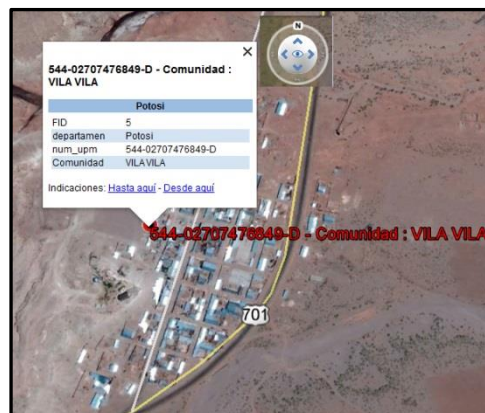 N
544-02707476849-D - Comunidad :
VILA VILA
Potosi
FID 5
departamen Potosi
num_upm 544-02707476849-D
Comunidad VILA VILA
Indicaciones: Hasta aquí - Desde aquí
544-02707476849-D - Comunidad : VILA VILA
701